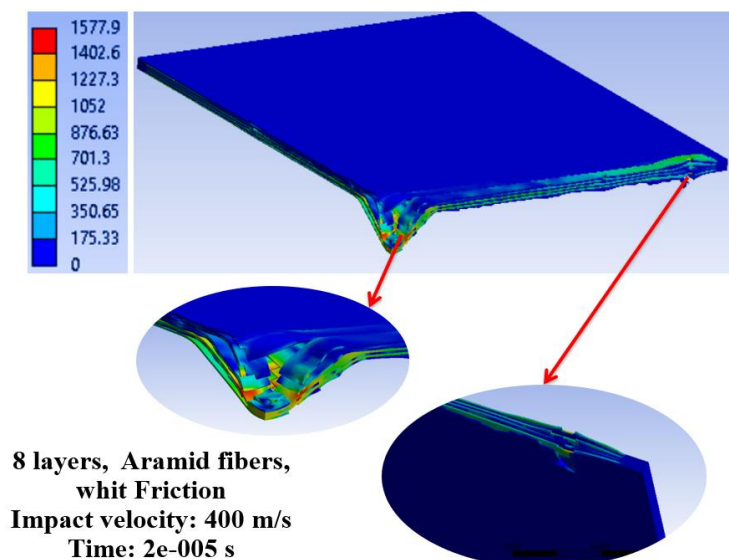 1577.9
1402.6
1227.3
1052
876.63
701.3
525.98
350.65
175.33
0
8 layers, Aramid fibers,
whit Friction
Impact velocity: 400 m/s
Time: 2e-005 s